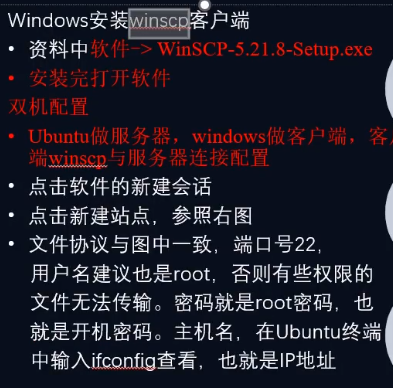 Windows安装winscp客户端
• 资料中软件-> WinSCP-5.21.8-Setup.exe
• 安装完打开软件
双机配置
• Ubuntu做服务器，windows做客户端，客
端winscp与服务器连接配置
• 点击软件的新建会话
• 点击新建站点，参照右图
• 文件协议与图中一致，端口号22，
用户名建议也是root，否则有些权限的
文件无法传输。密码就是root密码，也
就是开机密码。主机名，在Ubuntu终端
中输入ifconfig查看，也就是IP地址